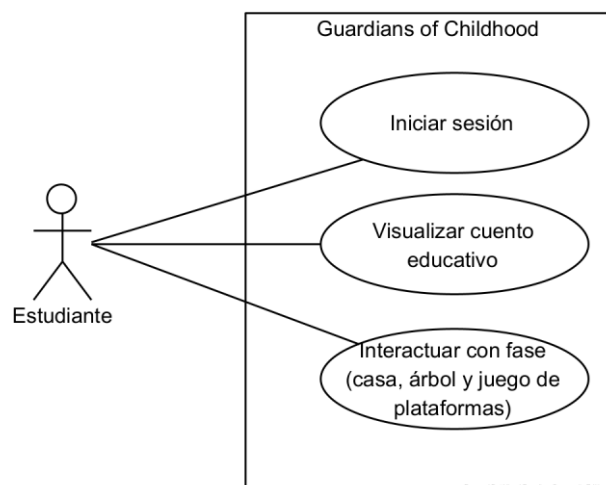 Guardians of Childhood
Iniciar sesión
Visualizar cuento
educativo
Estudiante
Interactuar con fase
(casa, árbol y juego de
plataformas)